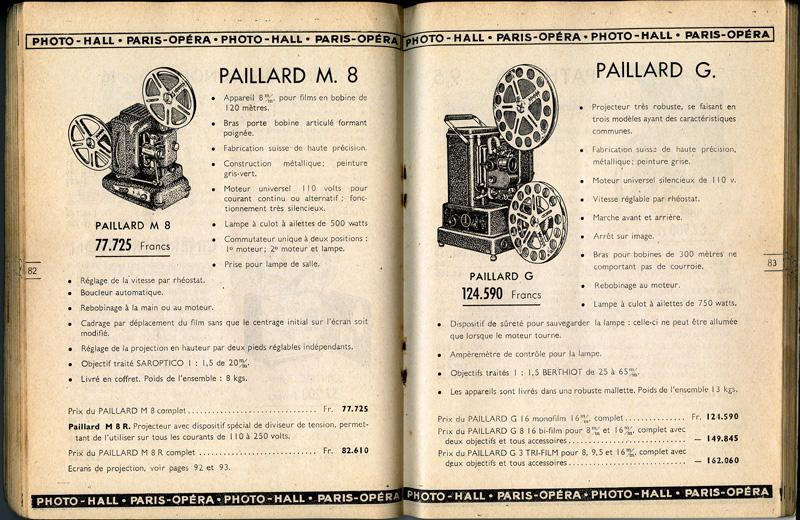 PHOTO-HALL • PARIS-OPÉRA • PHOTO-HALL • PARIS-OPÉRA
PAILLARD M. 8
• Appareil 8 m/m, pour films en bobine de
120 mètres.
• Bras porte bobine articulé formant
poignée.
• Fabrication suisse de haute précision.
• Construction métallique; peinture
gris-vert.
• Moteur universel 110 volts pour
courant continu ou alternatif; fonc-
tionnement très silencieux.
• Lampe à culot à ailettes de 500 watts
• Commutateur unique à deux positions :
1º moteur; 2º moteur et lampe.
• Prise pour lampe de salle.
PAILLARD M 8
77.725 Francs
82
• Réglage de la vitesse par rhéostat.
• Boucleur automatique.
• Rebobinage à la main ou au moteur.
• Cadrage par déplacement du film sans que le centrage initial sur l'écran soit
modifié.
• Réglage de la projection en hauteur par deux pieds réglables indépendants.
• Objectif traité SAROPTICO 1 : 1,5 de 20 m/m.
• Livré en coffret. Poids de l'ensemble : 8 kgs.
Prix du PAILLARD M 8 complet ........ Fr. 77.725
Paillard M 8 R. Projecteur avec dispositif spécial de diviseur de tension, permet-
tant de l'utiliser sur tous les courants de 110 à 250 volts.
Prix du PAILLARD M 8 R complet ........ Fr. 82.610
Ecrans de projection, voir pages 92 et 93.
PHOTO-HALL • PARIS-OPÉRA • PHOTO-HALL • PARIS-OPÉRA
PHOTO-HALL • PARIS-OPÉRA • PHOTO-HALL • PARIS-OPÉRA
PAILLARD G.
• Projecteur très robuste, se faisant en
trois modèles ayant des caractéristiques
communes.
• Fabrication suisse de haute précision,
métallique; peinture grise.
• Moteur universel silencieux de 110 v.
• Vitesse réglable par rhéostat.
• Marche avant et arrière.
• Arrêt sur image.
• Bras pour bobines de 300 mètres ne
comportant pas de courroie.
• Rebobinage au moteur.
• Lampe à culot à ailettes de 750 watts.
PAILLARD G
124.590 Francs
83
• Dispositif de sûreté pour sauvegarder la lampe : celle-ci ne peut être allumée
que lorsque le moteur tourne.
• Ampèremètre de contrôle pour la lampe.
• Objectifs traités 1 : 1,5 BERTHIOT de 25 à 65 m/m.
• Les appareils sont livrés dans une robuste mallette. Poids de l'ensemble 13 kgs.
Prix du PAILLARD G 16 monofilm 16 m/m, complet ........ Fr. 124.590
Prix du PAILLARD G 8 16 bi-film pour 8 m/m et 16 m/m, complet avec
deux objectifs et tous accessoires ........ — 149.845
Prix du PAILLARD G 3 TRI-FILM pour 8, 9,5 et 16 m/m, complet avec
deux objectifs et tous accessoires ........ — 162.060
PHOTO-HALL • PARIS-OPÉRA • PHOTO-HALL • PARIS-OPÉRA